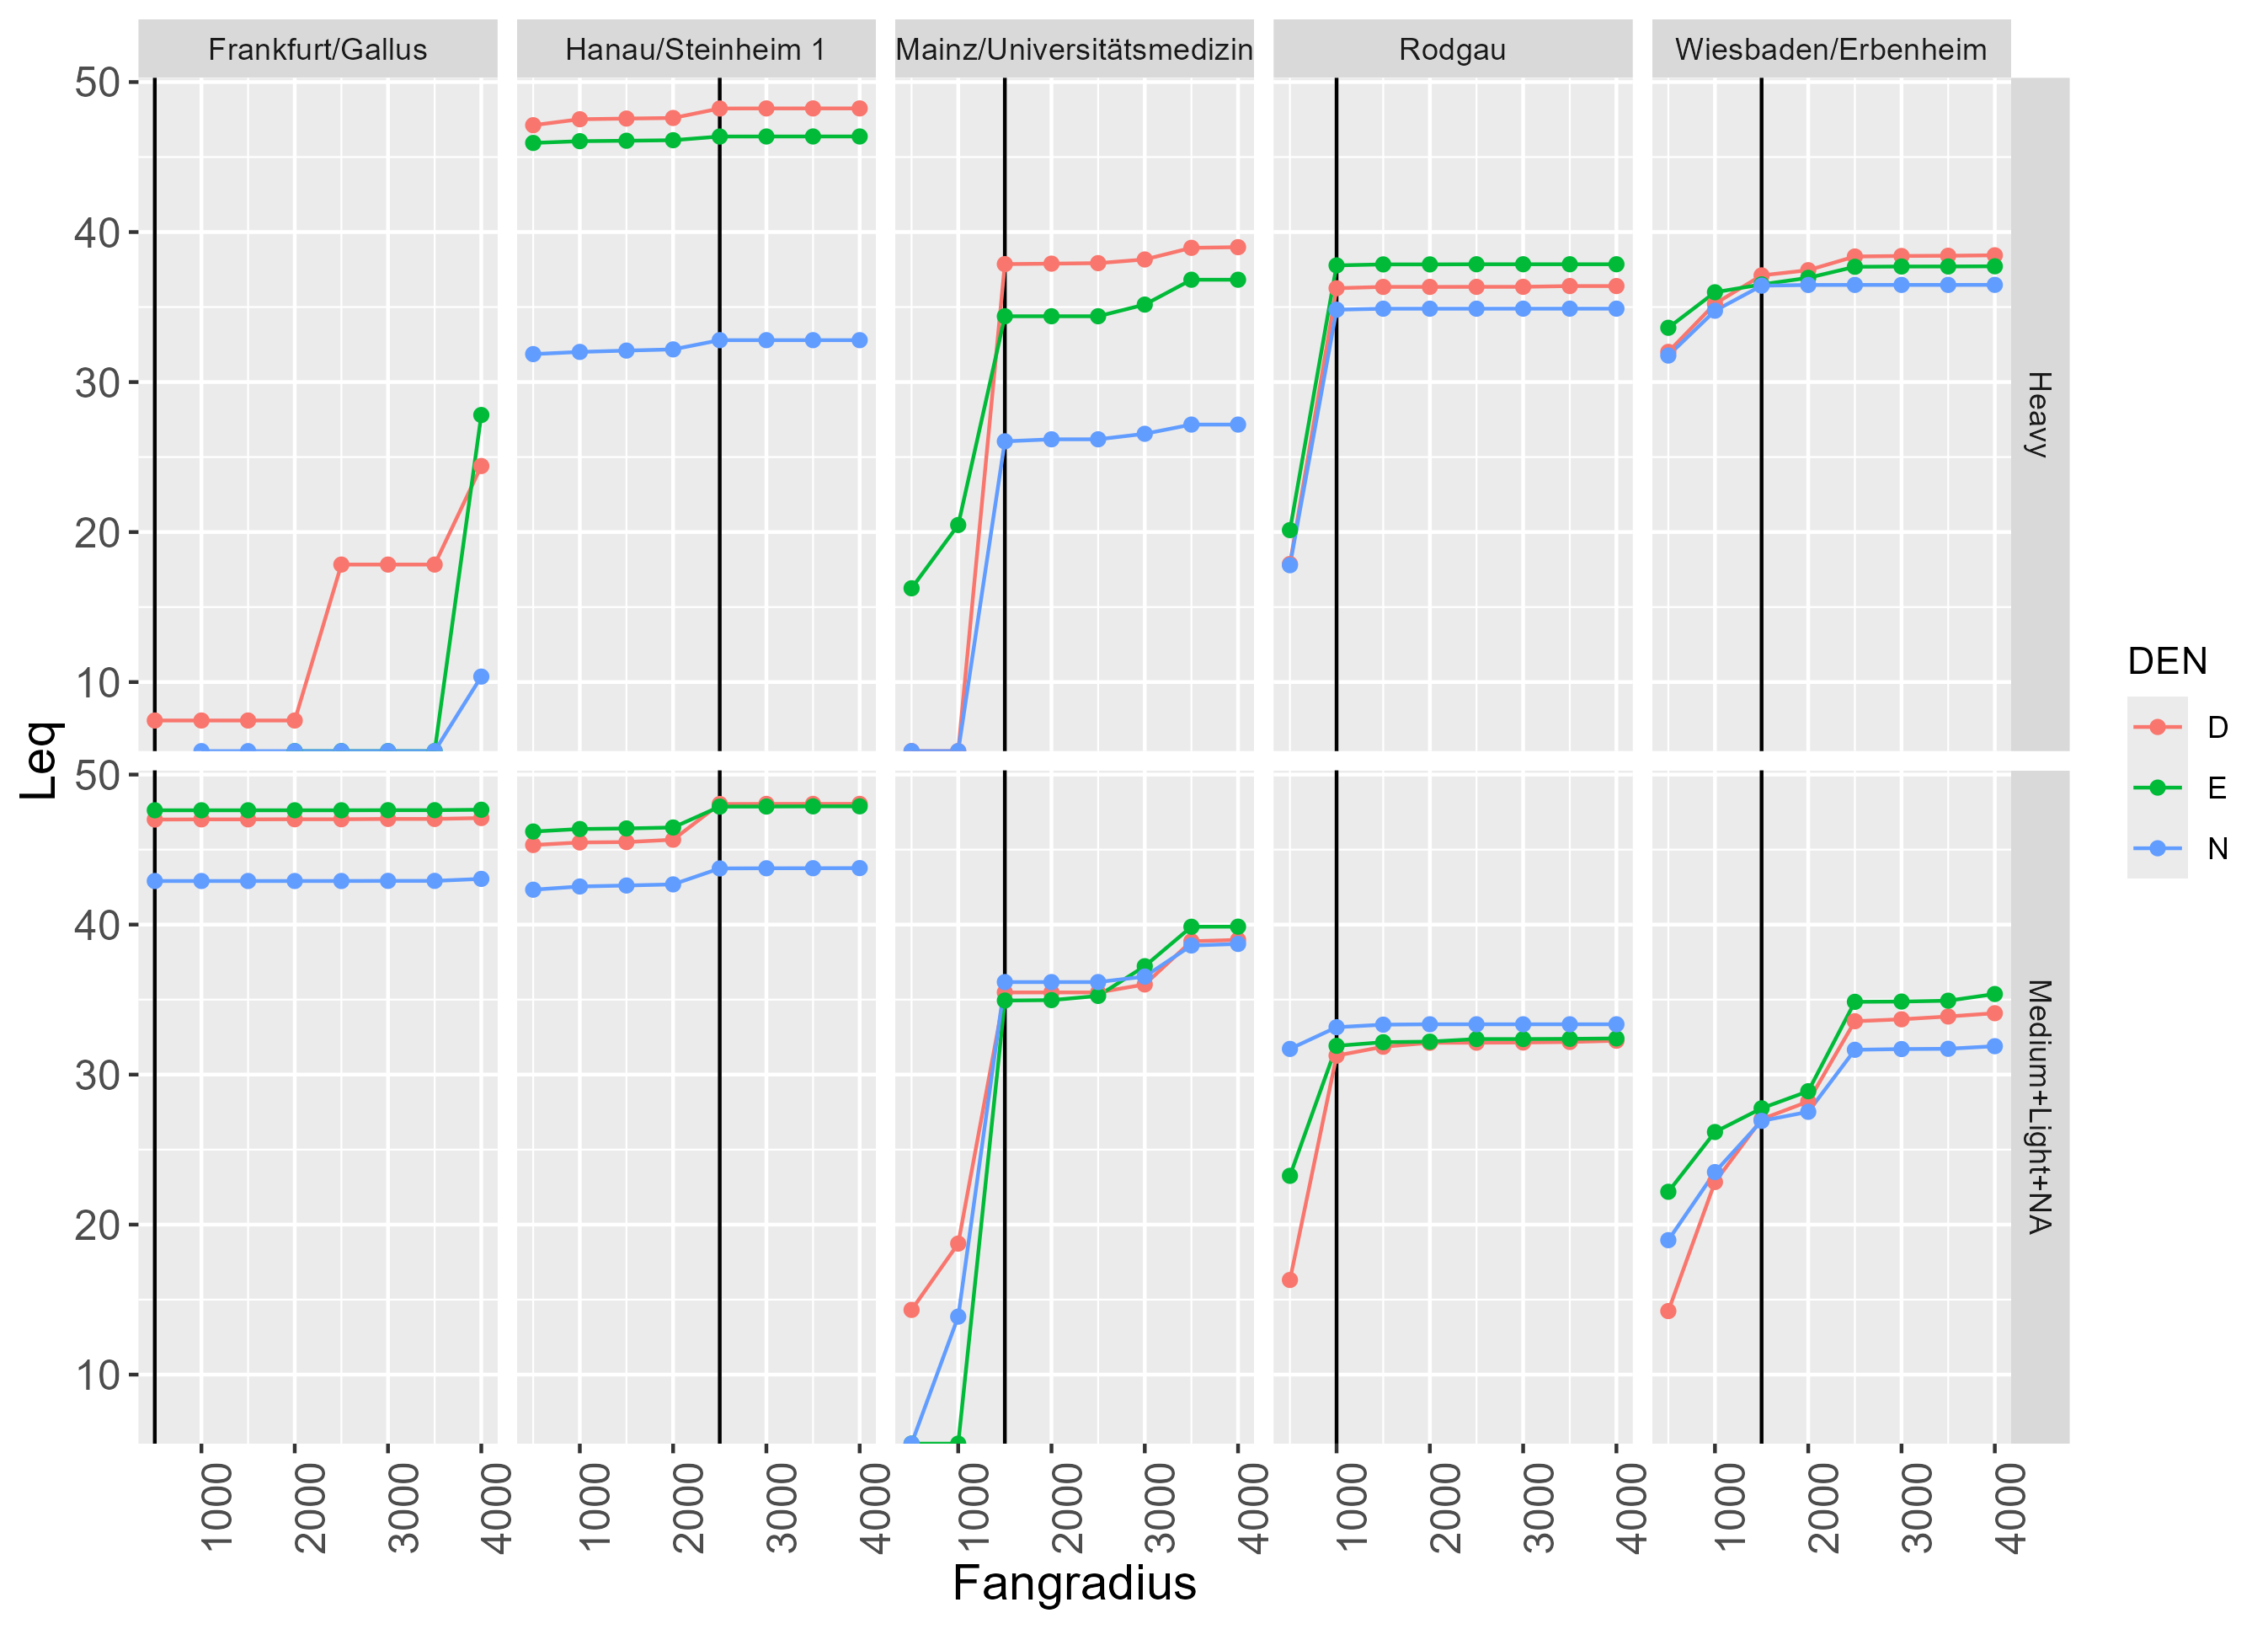 Frankfurt/Gallus
Hanau/Steinheim 1
Mainz/Universitätsmedizin
Rodgau
Wiesbaden/Erbenheim
50
40
30
20
10
Heavy
50
40
30
20
10
Medium+Light+NA
Leq
1000 2000 3000 4000
1000 2000 3000 4000
1000 2000 3000 4000
1000 2000 3000 4000
1000 2000 3000 4000
Fangradius
DEN
D
E
N